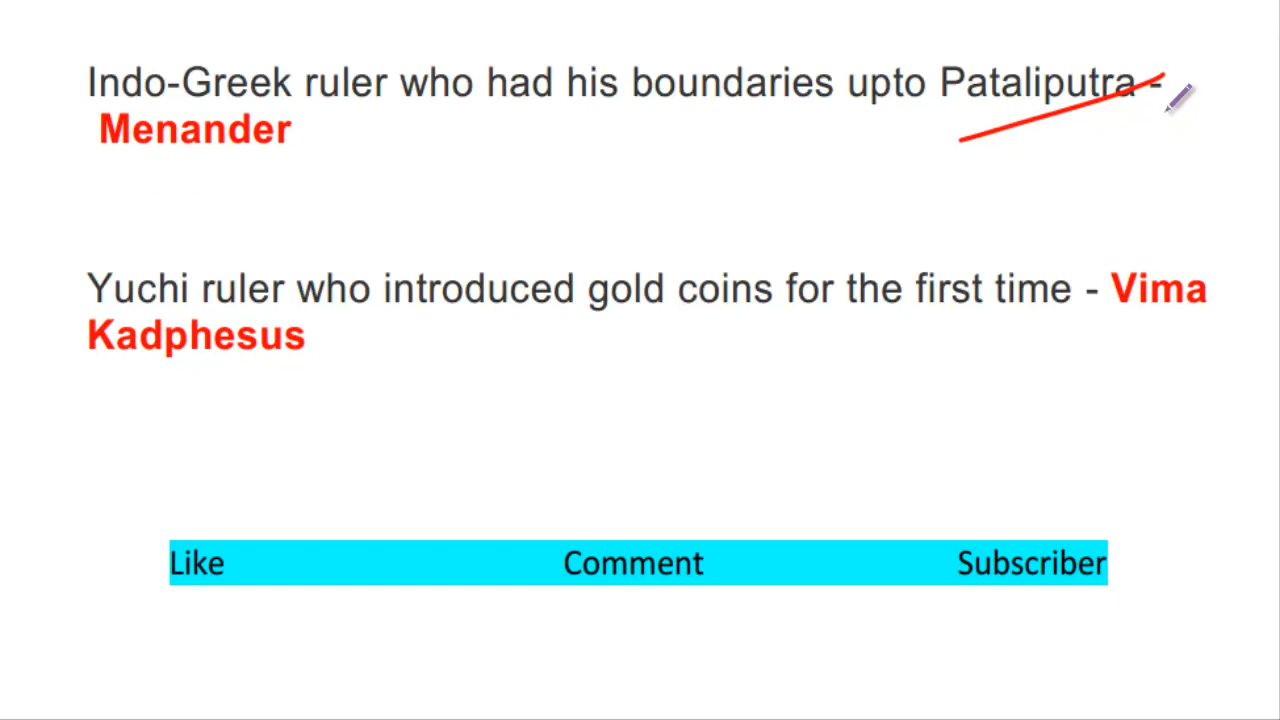 Indo-Greek ruler who had his boundaries upto Pataliputra -
Menander
Yuchi ruler who introduced gold coins for the first time - Vima
Kadphesus
Like Comment Subscriber